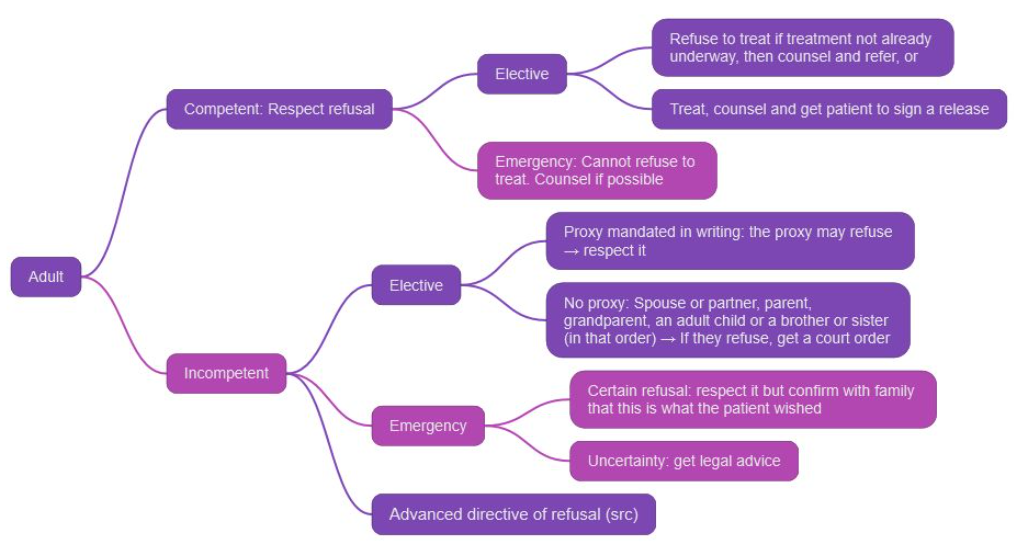 Adult
Competent: Respect refusal
Elective
Refuse to treat if treatment not already
underway, then counsel and refer, or
Treat, counsel and get patient to sign a release
Emergency: Cannot refuse to
treat. Counsel if possible
Incompetent
Elective
Proxy mandated in writing: the proxy may refuse
→ respect it
No proxy: Spouse or partner, parent,
grandparent, an adult child or a brother or sister
(in that order) → If they refuse, get a court order
Emergency
Certain refusal: respect it but confirm with family
that this is what the patient wished
Uncertainty: get legal advice
Advanced directive of refusal (src)